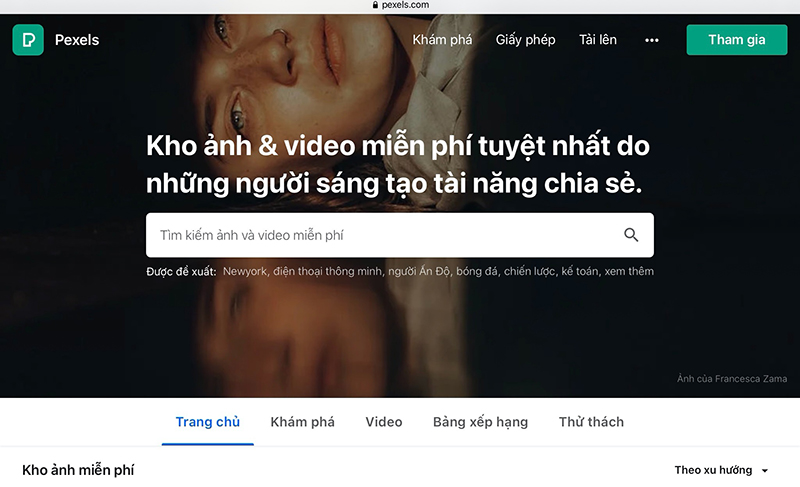 pexels.com
Pexels
Khám phá
Giấy phép
Tải lên
•••
Tham gia
Kho ảnh & video miễn phí tuyệt nhất do
những người sáng tạo tài năng chia sẻ.
Tìm kiếm ảnh và video miễn phí
Được đề xuất: Newyork, điện thoại thông minh, người Ấn Độ, bóng đá, chiến lược, kế toán, xem thêm
Ảnh của Francesca Zama
Trang chủ
Khám phá
Video
Bảng xếp hạng
Thử thách
Kho ảnh miễn phí
Theo xu hướng